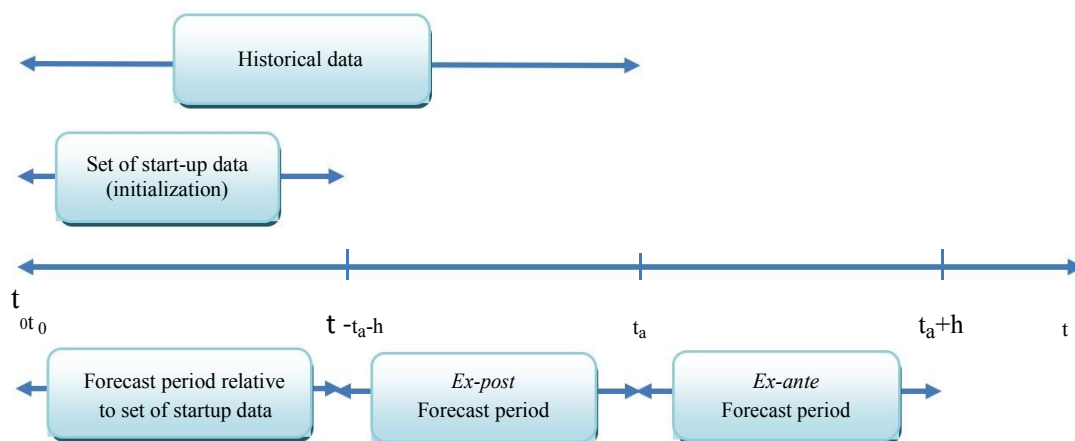 Historical data
Set of start-up data
(initialization)
t
0t 0
t -ta-h
ta
ta+h
t
Forecast period relative
to set of startup data
Ex-post
Forecast period
Ex-ante
Forecast period